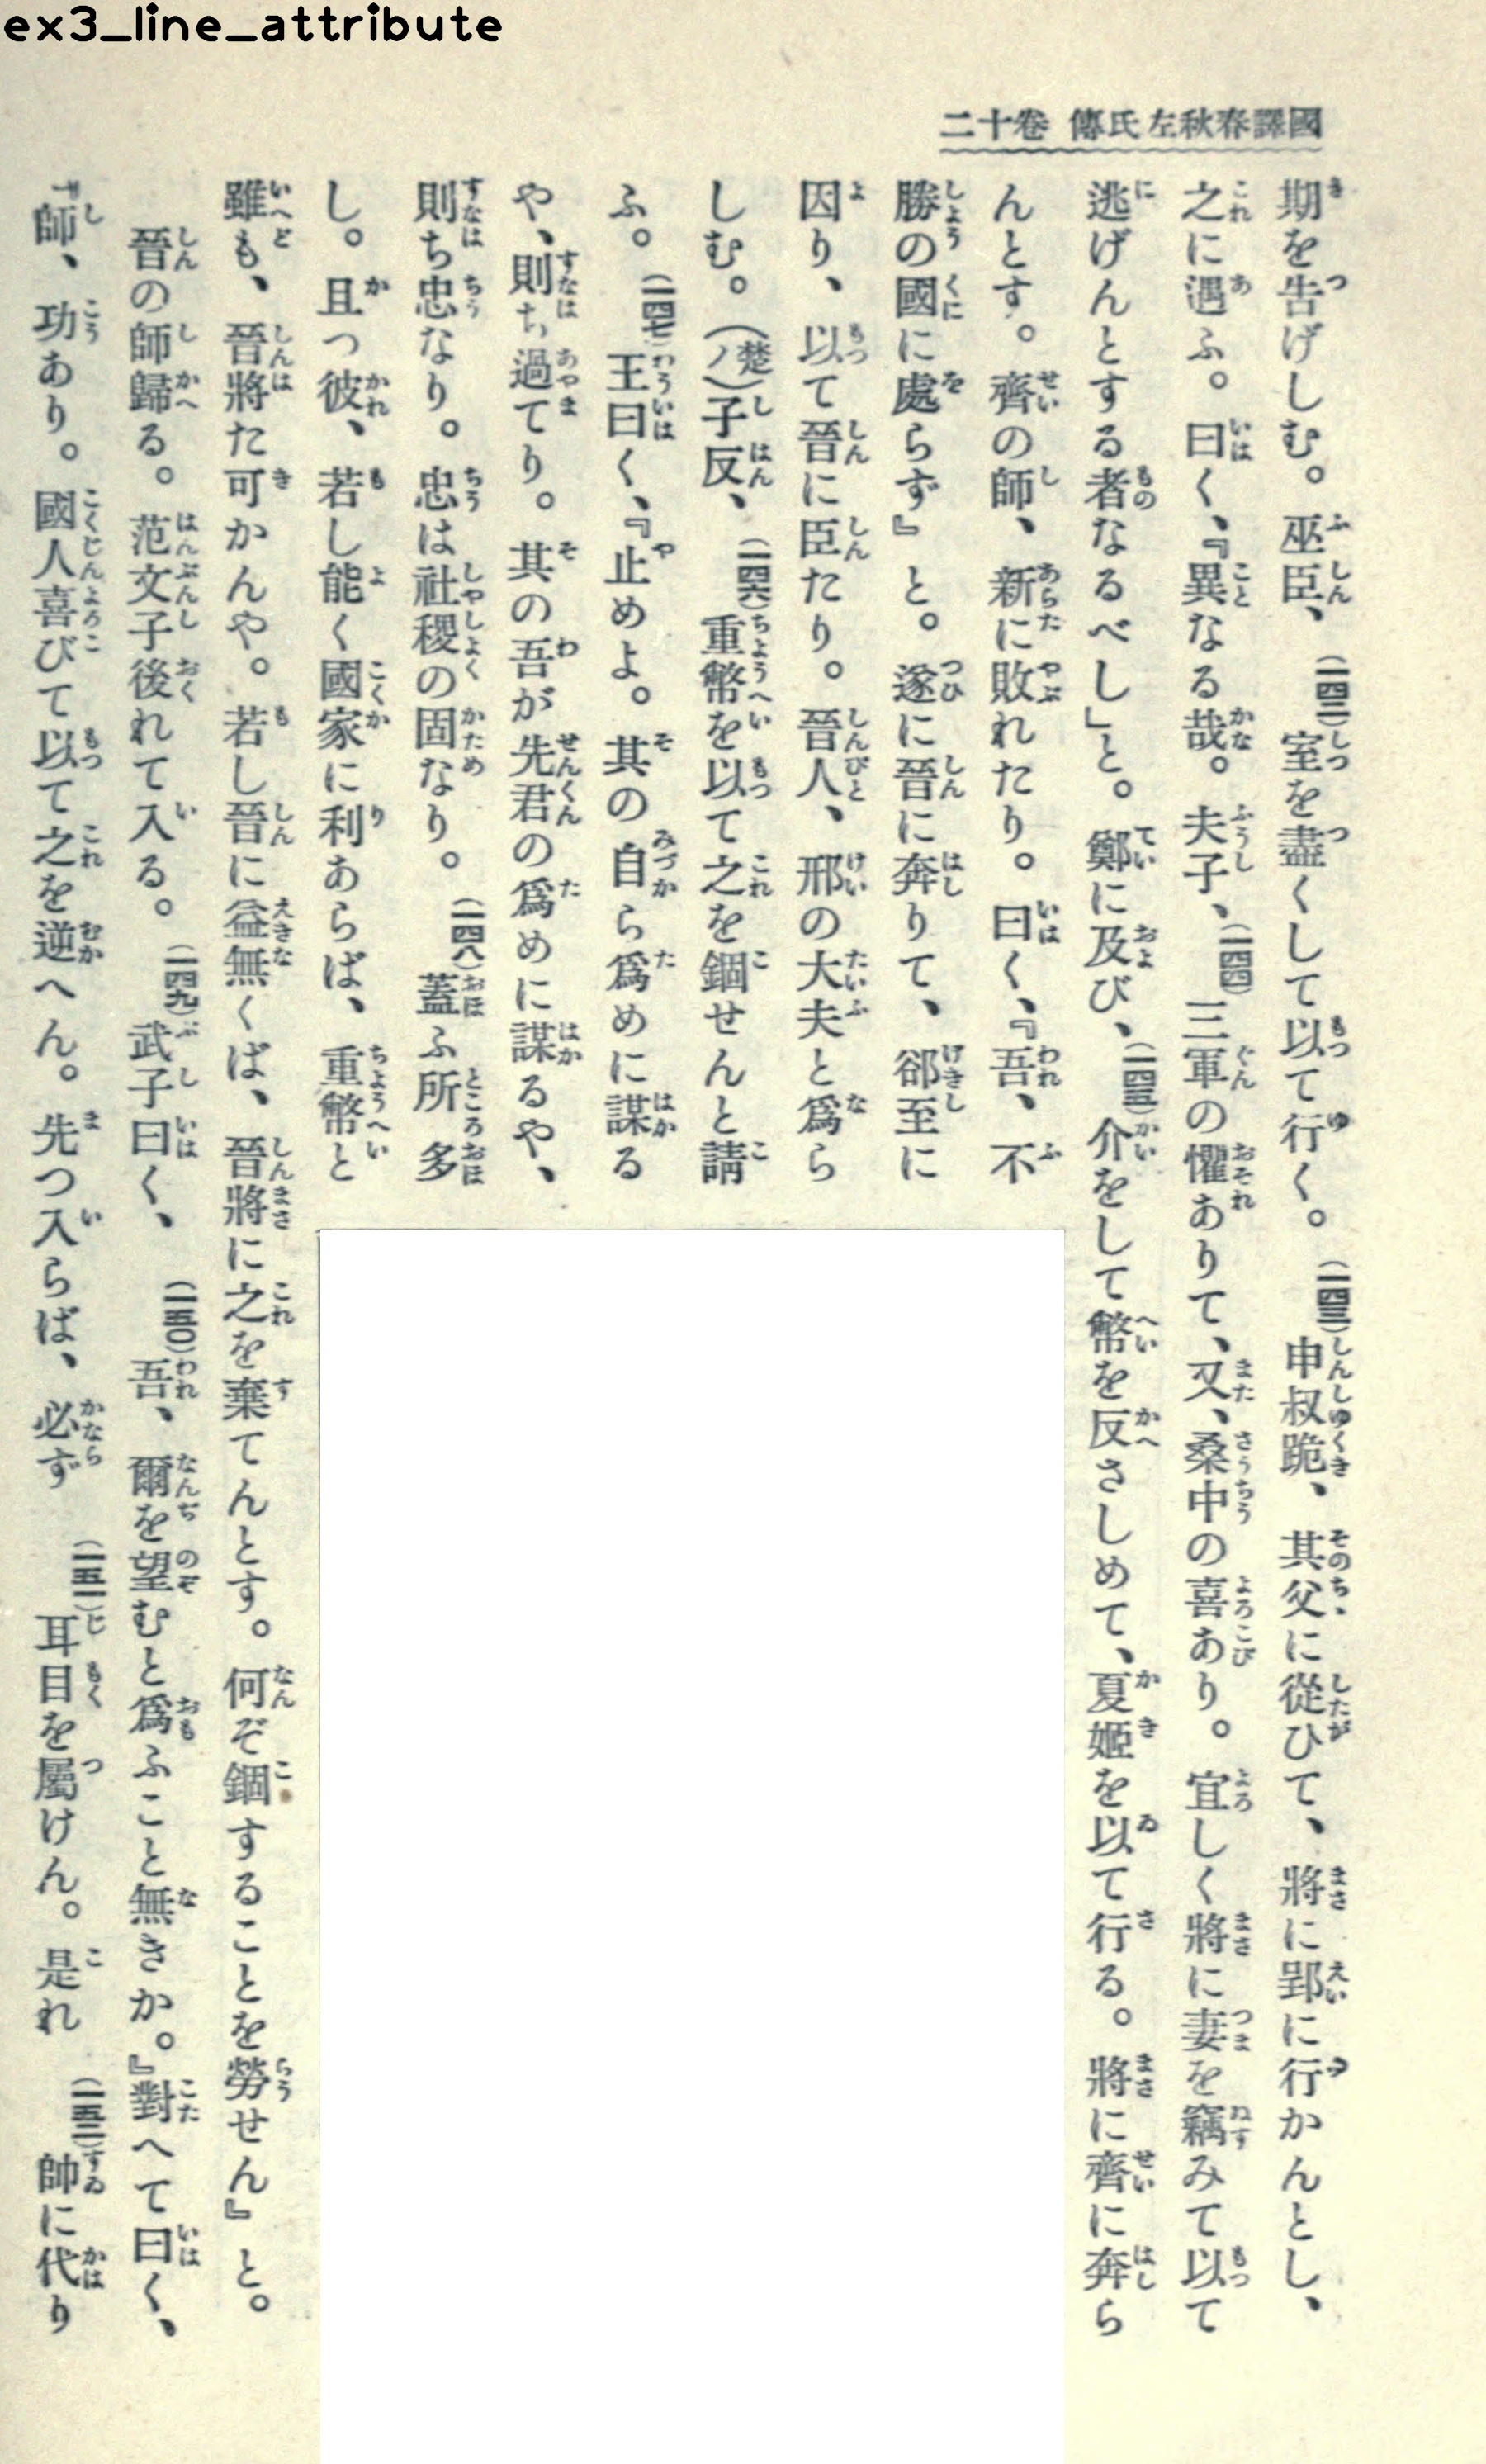 ex3_line_attribute
國譯春秋左氏傳 卷十二
期を告げしむ。巫臣、(一四二)室を盡くして以て行く。(一四三)申叔跪、其父に從ひて、將に郢に行かんとし、
之に遇ふ。曰く、『異なる哉。夫子、(一四四)三軍の懼ありて、又、桑中の喜あり。宜しく將に妻を竊みて以て
逃げんとする者なるべし」と。鄭に及び、(一四五)介をして幣を反さしめて、夏姬を以て行る。將に齊に奔ら
んとす。齊の師、新に敗れたり。曰く、『吾、不
勝の國に處らず』と。遂に晉に奔りて、郤至に
因り、以て晉に臣たり。晉人、邢の大夫と爲ら
しむ。(楚ノ)子反、(一四六)重幣を以て之を錮せんと請
ふ。(一四七)王曰く、『止めよ。其の自ら爲めに謀る
や、則ち過てり。其の吾が先君の爲めに謀るや、
則ち忠なり。忠は社稷の固なり。(一四八)蓋ふ所多
し。且つ彼、若し能く國家に利あらば、重幣と
雖も、晉將た可かんや。若し晉に益無くば、晉將に之を棄てんとす。何ぞ錮することを勞せん』と。
晉の師歸る。范文子後れて入る。(一四九)武子曰く、(一五〇)吾、爾を望むと爲ふこと無きか。』對へて曰く、
『師、功あり。國人喜びて以て之を逆へん。先つ入らば、必ず(一五一)耳目を屬けん。是れ(一五二)帥に代り